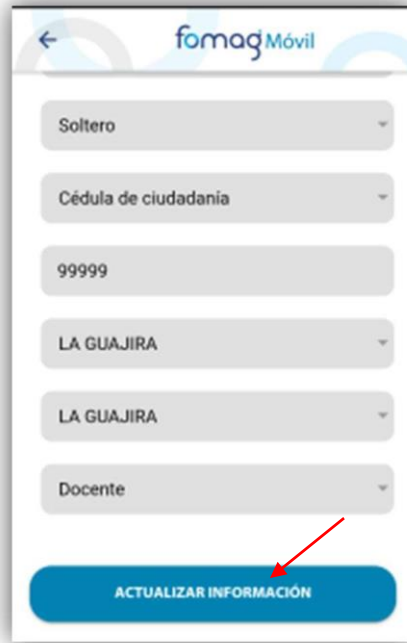 fomag Móvil
Soltero
Cédula de ciudadanía
99999
LA GUAJIRA
LA GUAJIRA
Docente
ACTUALIZAR INFORMACIÓN